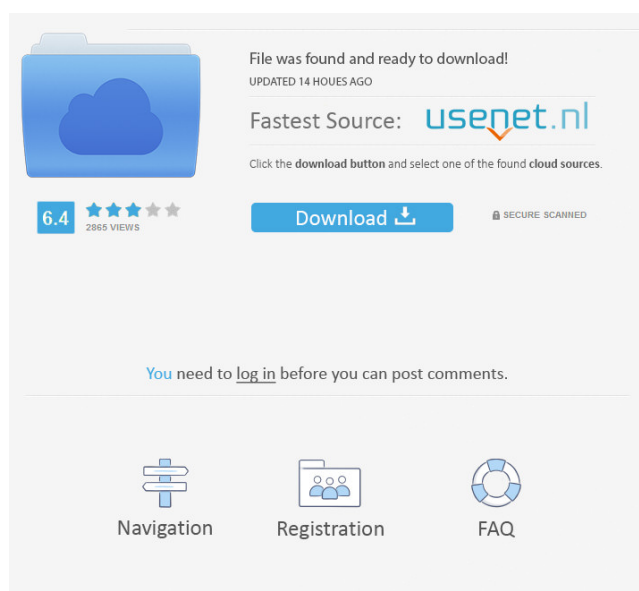 File was found and ready to download!
UPDATED 14 HOUES AGO
Fastest Source: usenet.nl
Click the download button and select one of the found cloud sources.
6.4
2865 VIEWS
Download
SECURE SCANNED
You need to log in before you can post comments.
Navigation
Registration
FAQ